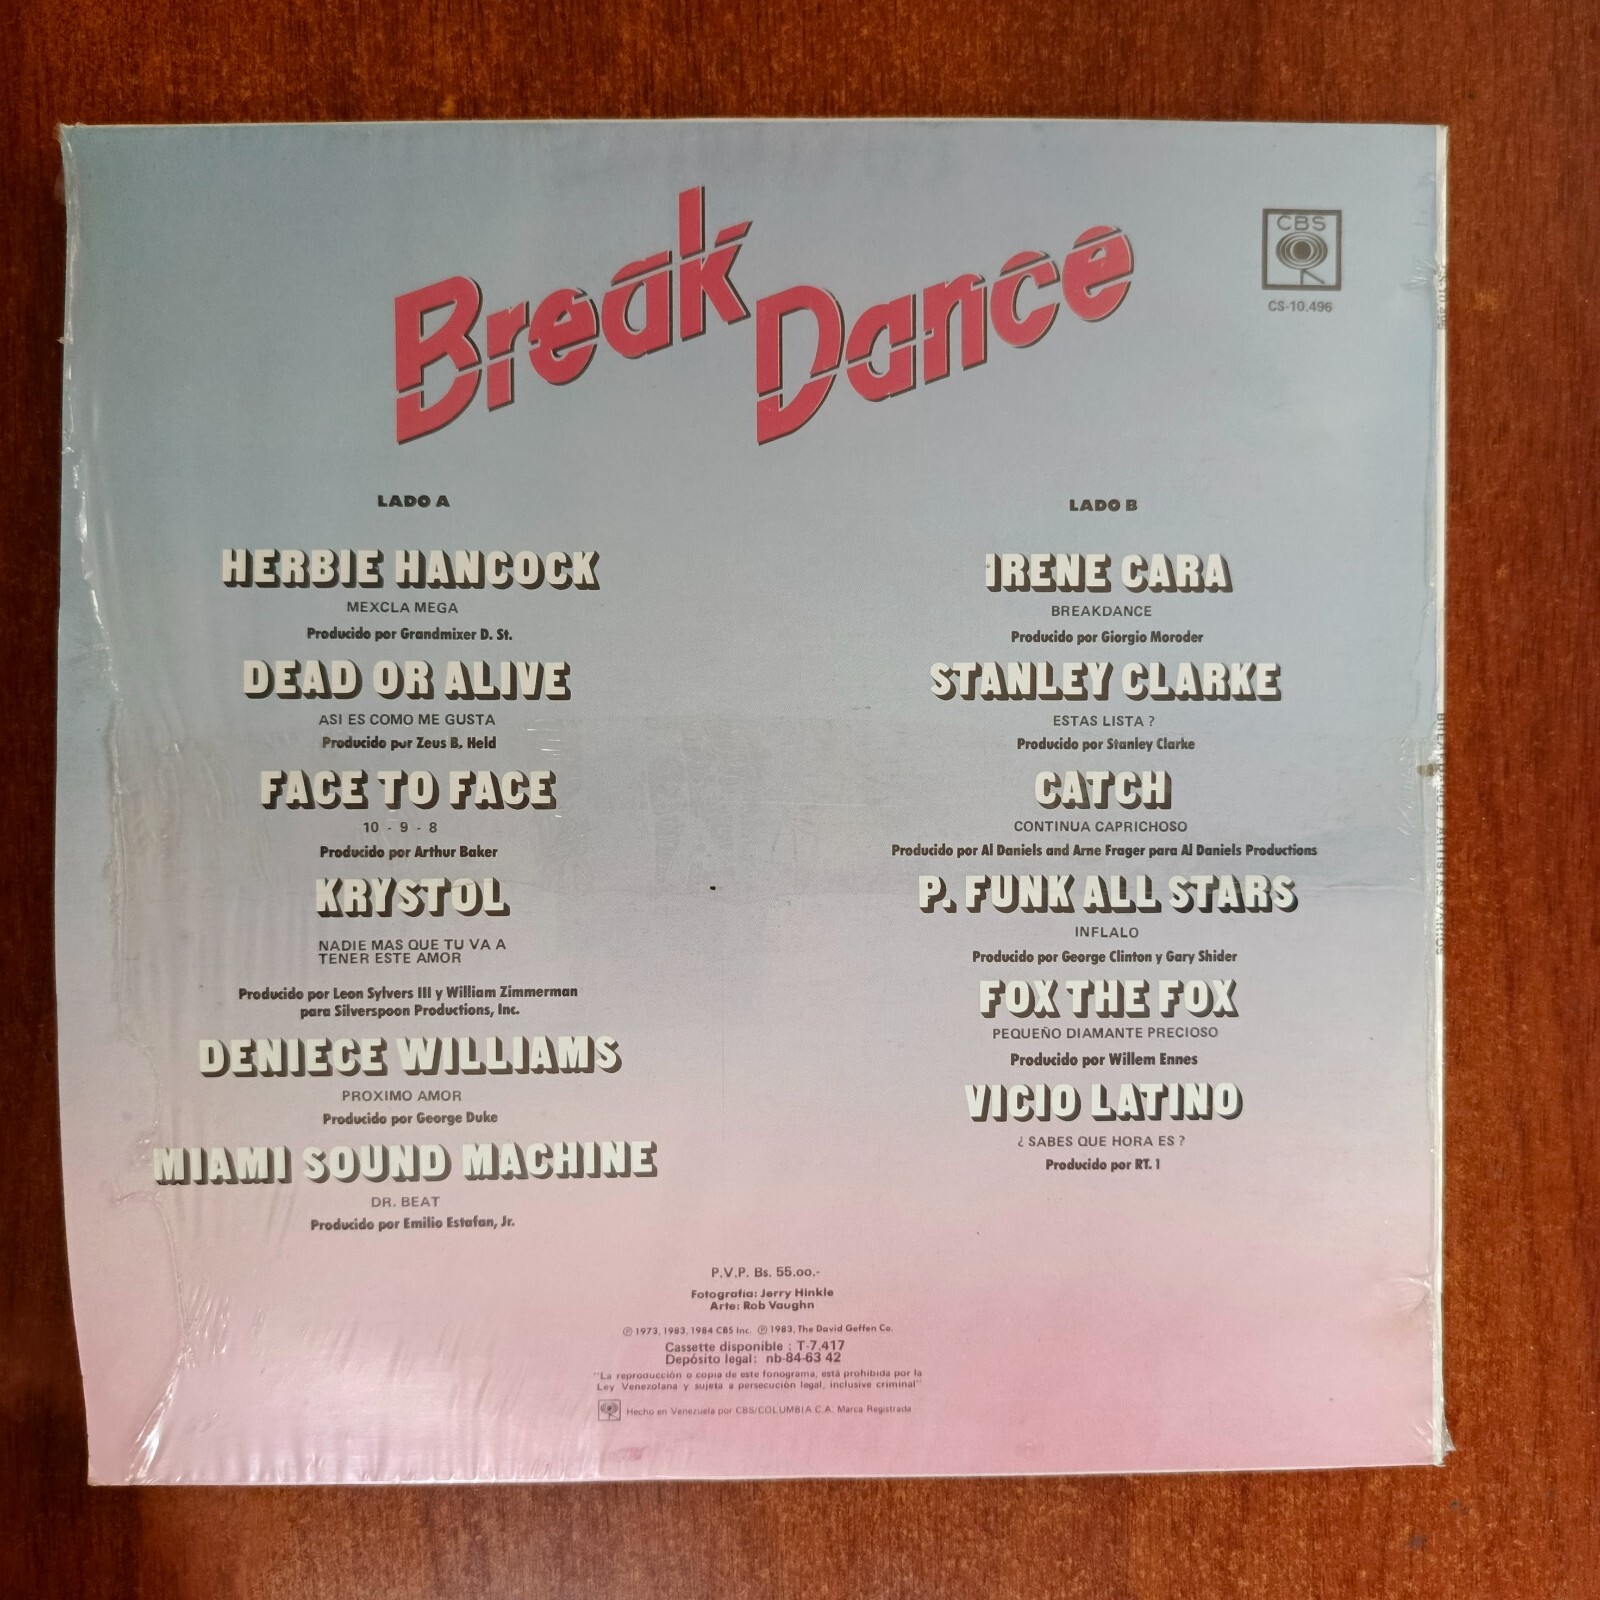 Break
Dance
CBS
CS-10.496
LADO A
HERBIE HANCOCK
MEXCLA MEGA
Producido por Grandmixer D. St.
DEAD OR ALIVE
ASI ES COMO ME GUSTA
Producido por Zeus B. Held
FACE TO FACE
10 - 9 - 8
Producido por Arthur Baker
KRYSTOL
NADIE MAS QUE TU VA A
TENER ESTE AMOR
Producido por Leon Sylvers III y William Zimmerman
para Silverspoon Productions, Inc.
DENIECE WILLIAMS
PROXIMO AMOR
Producido por George Duke
MIAMI SOUND MACHINE
DR. BEAT
Producido por Emilio Estafan, Jr.
LADO B
IRENE CARA
BREAKDANCE
Producido por Giorgio Moroder
STANLEY CLARKE
ESTAS LISTA ?
Producido por Stanley Clarke
CATCH
CONTINUA CAPRICHOSO
Producido por Al Daniels and Arne Frager para Al Daniels Productions
P. FUNK ALL STARS
INFLALO
Producido por George Clinton y Gary Shider
FOX THE FOX
PEQUEÑO DIAMANTE PRECIOSO
Producido por Willem Ennes
VICIO LATINO
¿ SABES QUE HORA ES ?
Producido por RT. 1
P.V.P. Bs. 55.oo.-
Fotografía: Jerry Hinkle
Arte: Rob Vaughn
℗ 1973, 1983, 1984 CBS Inc. ℗ 1983, The David Geffen Co.
Cassette disponible : T-7.417
Depósito legal: nb-84-63 42
"La reproducción o copia de este fonograma, está prohibida por la
Ley Venezolana y sujeta a persecución legal, inclusive criminal"
Hecho en Venezuela por CBS/COLUMBIA C.A. Marca Registrada